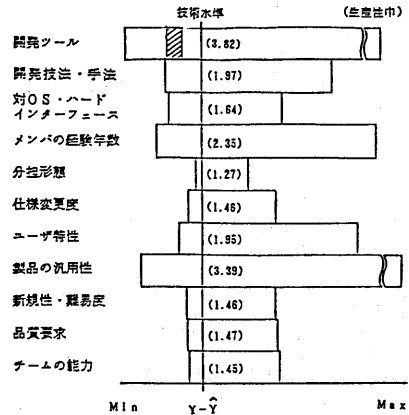 技術水準 (生産性巾)
開発ツール (3.82)
開発技法・手法 (1.97)
対OS・ハード
インターフェース (1.64)
メンバの経験年数 (2.35)
分担形態 (1.27)
仕様変更度 (1.46)
ユーザ特性 (1.95)
製品の汎用性 (3.39)
新規性・難易度 (1.46)
品質要求 (1.47)
チームの能力 (1.45)
Min Y-Ŷ Max